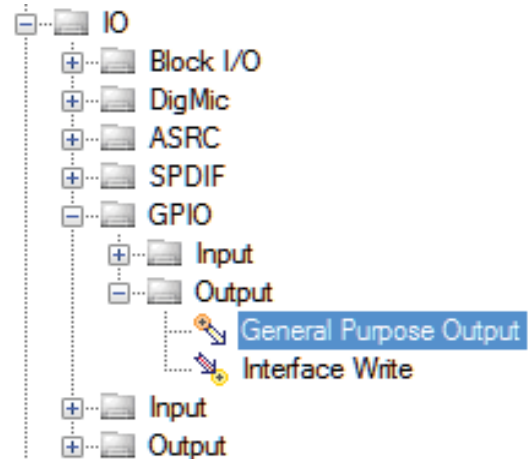 IO
Block I/O
DigMic
ASRC
SPDIF
GPIO
Input
Output
General Purpose Output
Interface Write
Input
Output